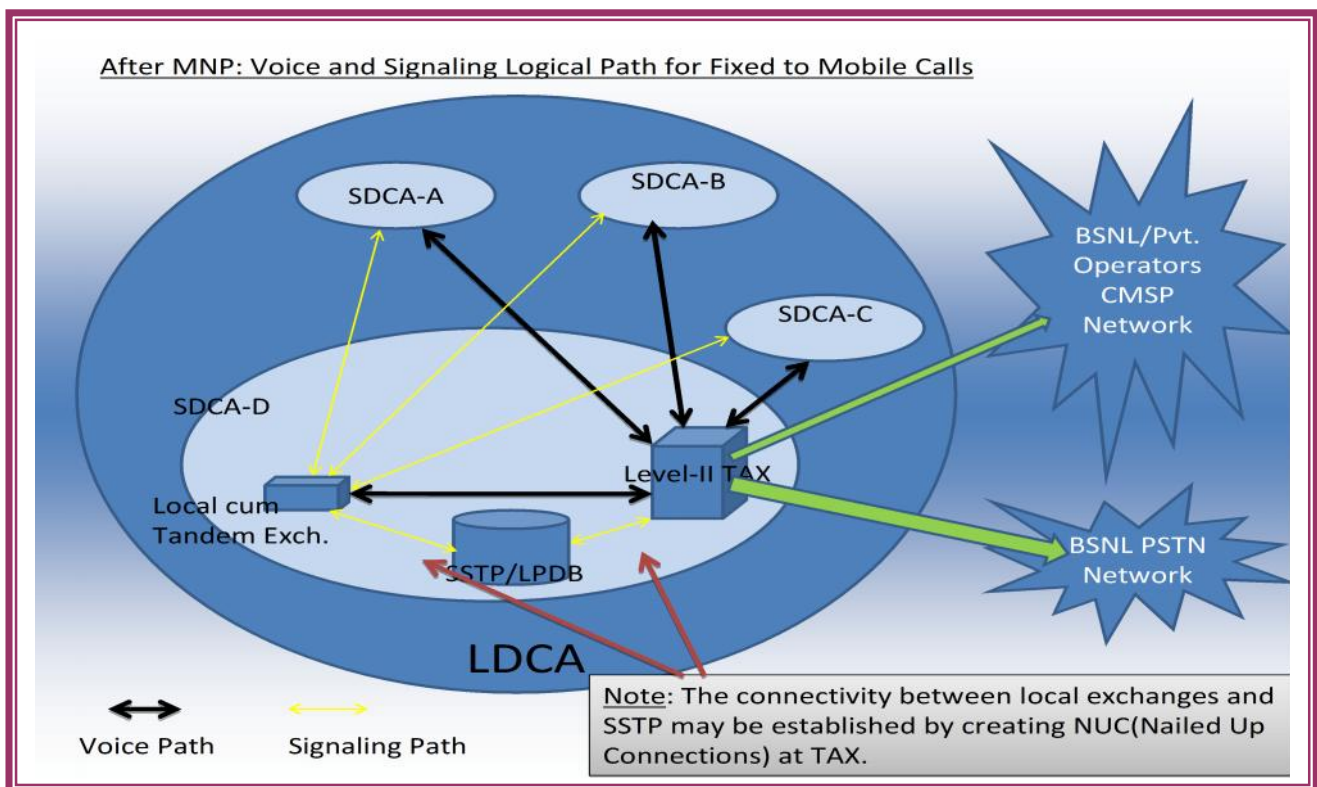 After MNP: Voice and Signaling Logical Path for Fixed to Mobile Calls
SDCA-A
SDCA-B
SDCA-C
BSNL/Pvt.
Operators
CMSP
Network
SDCA-D
Level-II TAX
Local cum
Tandem Exch.
SSTP/LPDB
BSNL PSTN
Network
LDCA
Note: The connectivity between local exchanges and
SSTP may be established by creating NUC(Nailed Up
Connections) at TAX.
Voice Path
Signaling Path